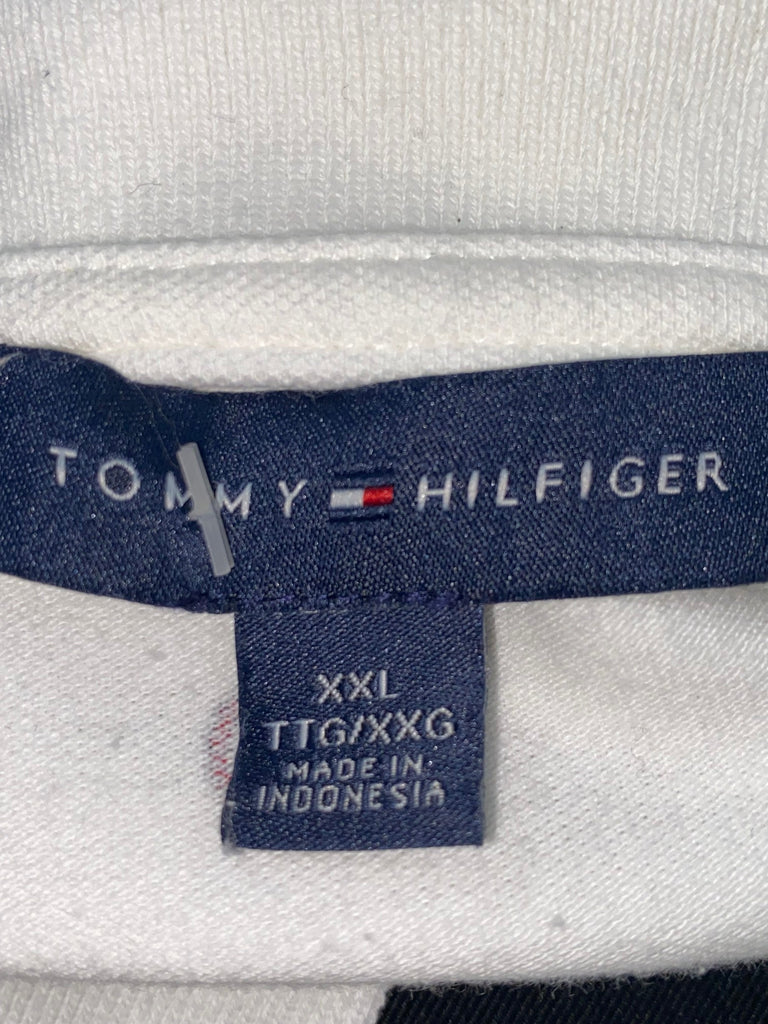 TOMMY HILFIGER
XXL
TTG/XXG
MADE IN
INDONESIA